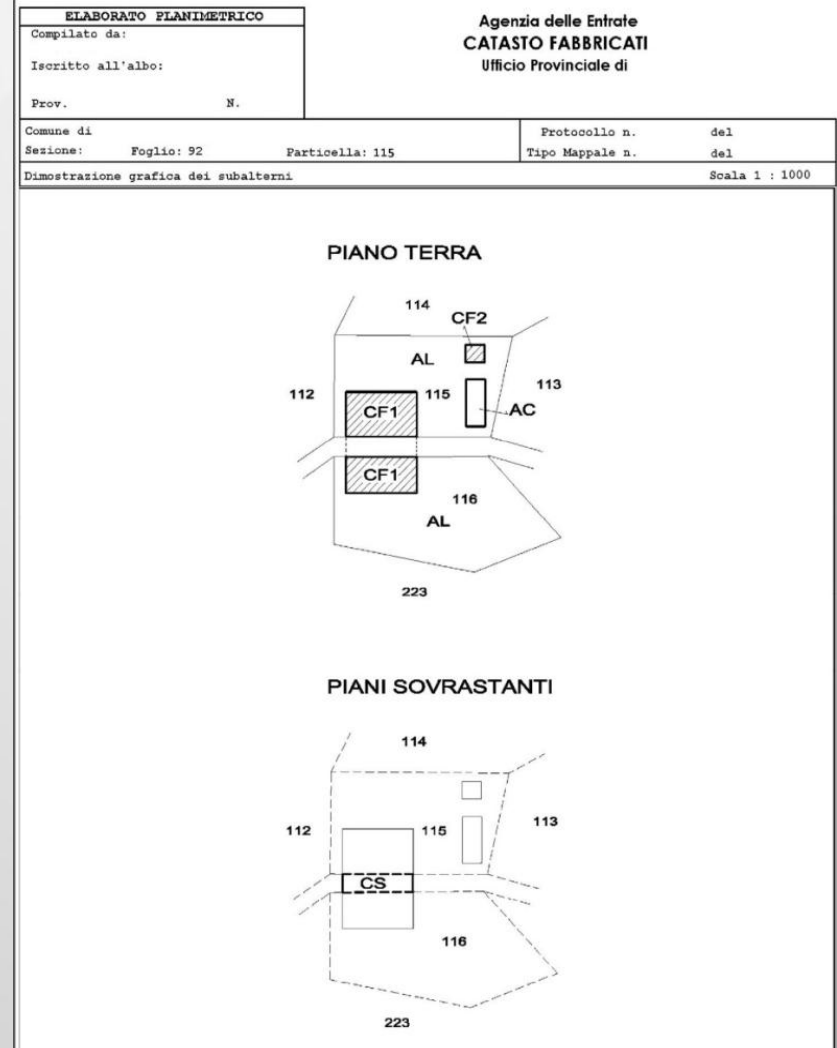 ELABORATO PLANIMETRICO
Compilato da:
Iscritto all'albo:
Prov. N.
Agenzia delle Entrate
CATASTO FABBRICATI
Ufficio Provinciale di
Comune di
Sezione: Foglio: 92 Particella: 115
Protocollo n. del
Tipo Mappale n. del
Dimostrazione grafica dei subalterni Scala 1 : 1000
PIANO TERRA
114
CF2
AL
112
115
113
CF1
AC
CF1
116
AL
223
PIANI SOVRASTANTI
114
112
115
113
CS
116
223